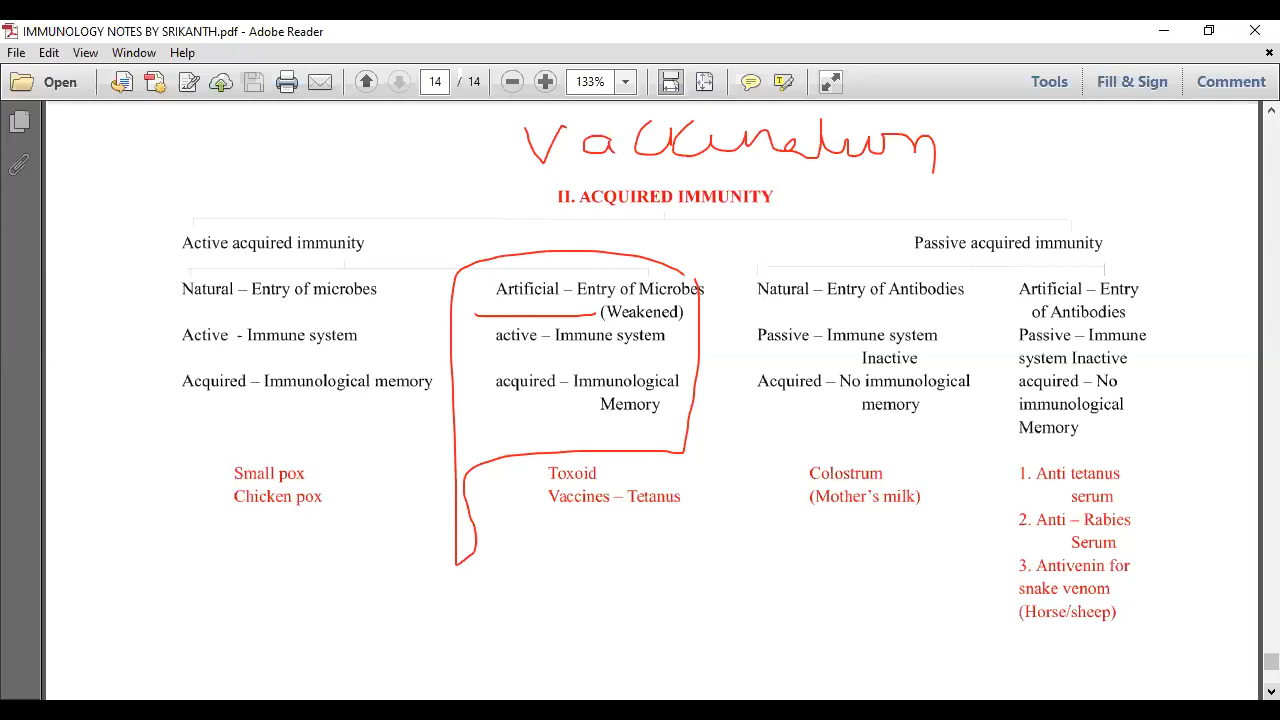 IMMUNOLOGY NOTES BY SRIKANTH.pdf - Adobe Reader
File Edit View Window Help
Open 14 / 14 133% Tools Fill & Sign Comment
Vaccination
II. ACQUIRED IMMUNITY
Active acquired immunity
Passive acquired immunity
Natural – Entry of microbes
Active - Immune system
Acquired – Immunological memory
Small pox
Chicken pox
Artificial – Entry of Microbes
(Weakened)
active – Immune system
acquired – Immunological
Memory
Toxoid
Vaccines – Tetanus
Natural – Entry of Antibodies
Passive – Immune system
Inactive
Acquired – No immunological
memory
Colostrum
(Mother’s milk)
Artificial – Entry
of Antibodies
Passive – Immune
system Inactive
acquired – No
immunological
Memory
1. Anti tetanus
serum
2. Anti – Rabies
Serum
3. Antivenin for
snake venom
(Horse/sheep)